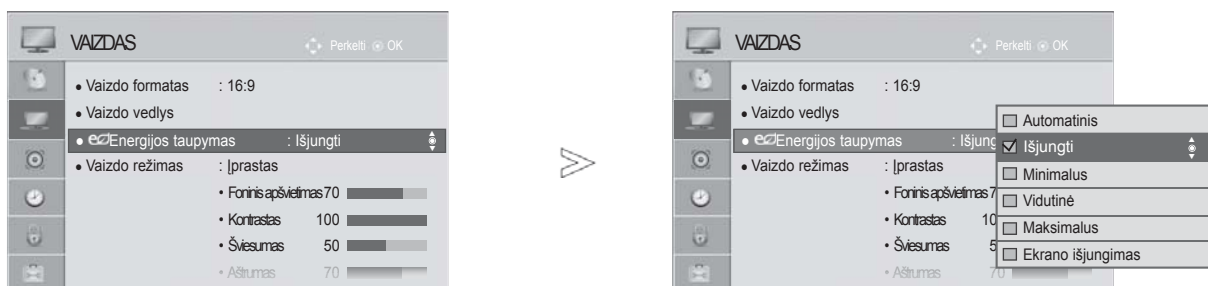 VAIZDAS Perkelti OK
• Vaizdo formatas : 16:9
• Vaizdo vedlys
• Energijos taupymas : Išjungti
• Vaizdo režimas : Įprastas
• Foninis apšvietimas 70
• Kontrastas 100
• Šviesumas 50
• Aštrumas 70
VAIZDAS Perkelti OK
• Vaizdo formatas : 16:9
• Vaizdo vedlys
• Energijos taupymas : Išjung
• Vaizdo režimas : Įprastas
• Foninis apšvietimas 7
• Kontrastas 10
• Šviesumas 5
• Aštrumas 70
Automatinis
Išjungti
Minimalus
Vidutinė
Maksimalus
Ekrano išjungimas